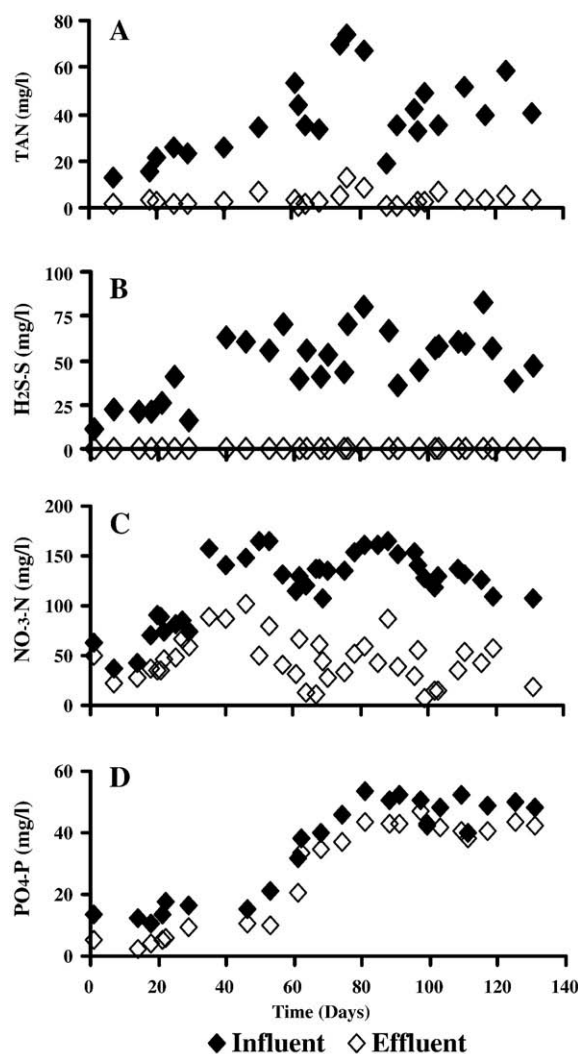 A
TAN (mg/l)
80
60
40
20
0
B
H2S-S (mg/l)
100
75
50
25
0
C
NO-3-N (mg/l)
200
150
100
50
0
D
PO4-P (mg/l)
60
40
20
0
0 20 40 60 80 100 120 140
Time (Days)
Influent Effluent